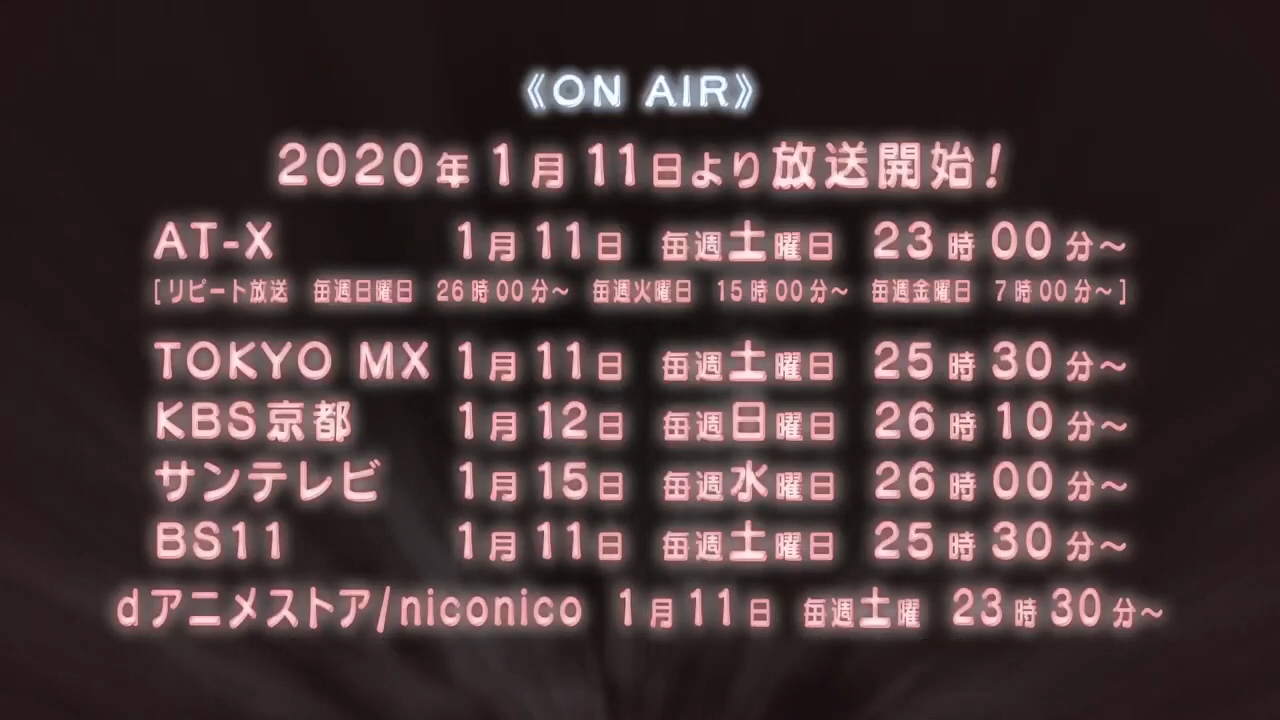 《ON AIR》
2020年1月11日より放送開始！
AT-X 1月11日 毎週土曜日 23時00分～
[リピート放送 毎週日曜日 26時00分～ 毎週火曜日 15時00分～ 毎週金曜日 7時00分～]
TOKYO MX 1月11日 毎週土曜日 25時30分～
KBS京都 1月12日 毎週日曜日 26時10分～
サンテレビ 1月15日 毎週水曜日 26時00分～
BS11 1月11日 毎週土曜日 25時30分～
dアニメストア/niconico 1月11日 毎週土曜 23時30分～